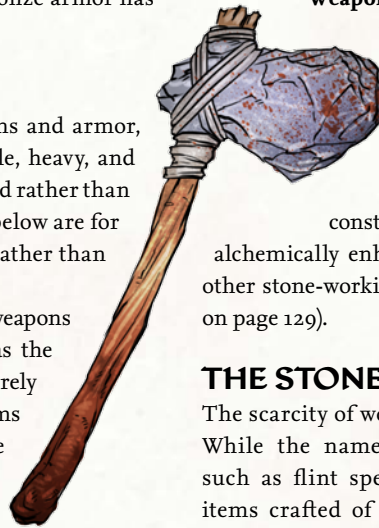 ze armor has
weapon
ns and armor,
le, heavy, and
d rather than
below are for
ather than
weapons
s the
rely
ms
e
const
alchemically enh
other stone-worki
on page 129).
THE STONE
The scarcity of we
While the name
such as flint spe
items crafted of